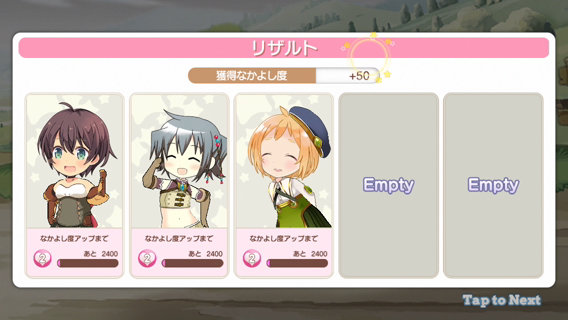 リザルト
獲得なかよし度 +50
Empty
Empty
なかよし度アップまで
2 あと 2400
なかよし度アップまで
2 あと 2400
なかよし度アップまで
2 あと 2400
Tap to Next